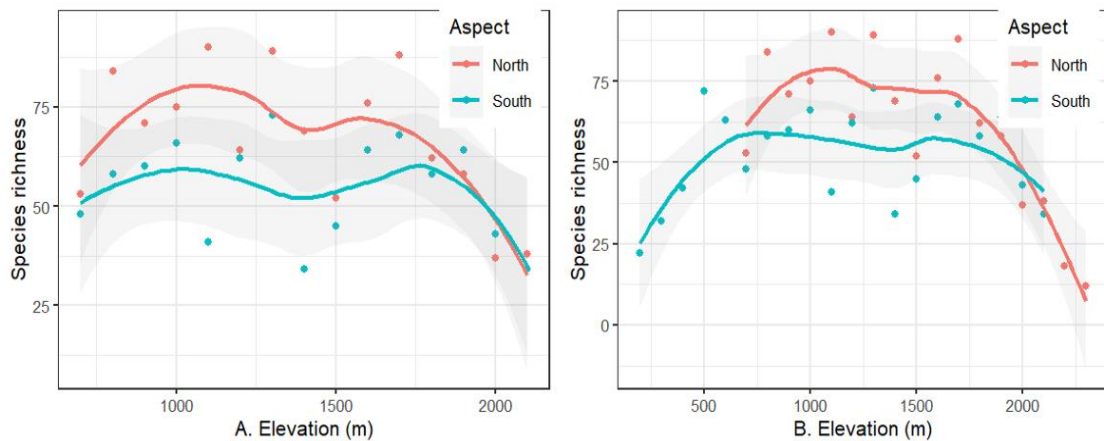 Aspect
North
South
Species richness
75
50
25
1000
1500
2000
A. Elevation (m)
Aspect
North
South
Species richness
75
50
25
0
500
1000
1500
2000
B. Elevation (m)